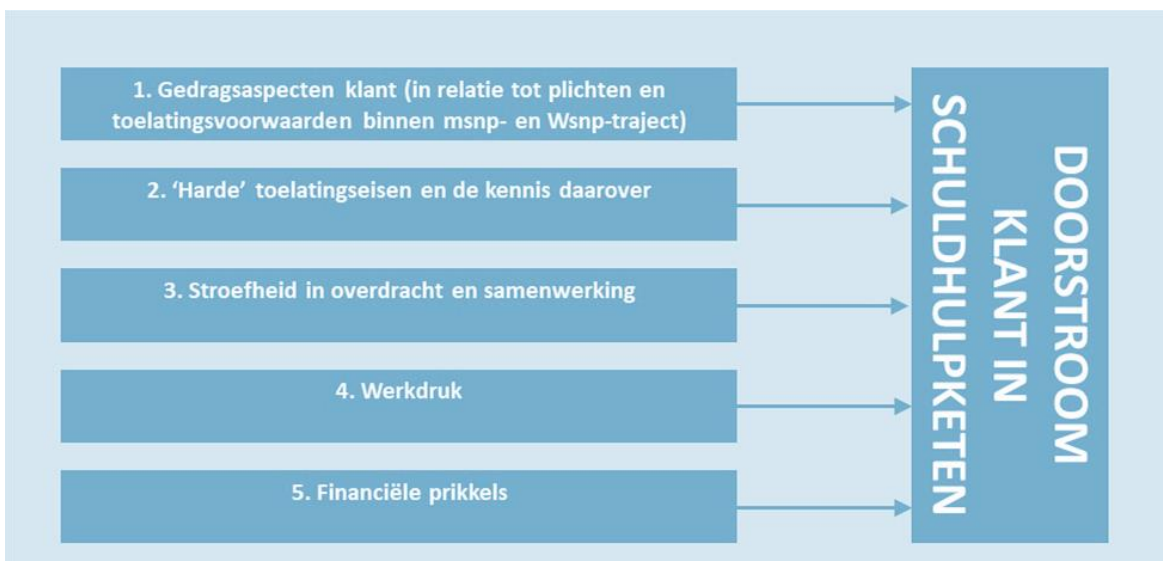 1. Gedragsaspecten klant (in relatie tot plichten en
toelatingsvoorwaarden binnen msnp- en Wsnp-traject)
2. ‘Harde’ toelatingseisen en de kennis daarover
3. Stroefheid in overdracht en samenwerking
4. Werkdruk
5. Financiële prikkels
DOORSTROOM
KLANT IN
SCHULDHULPKETEN